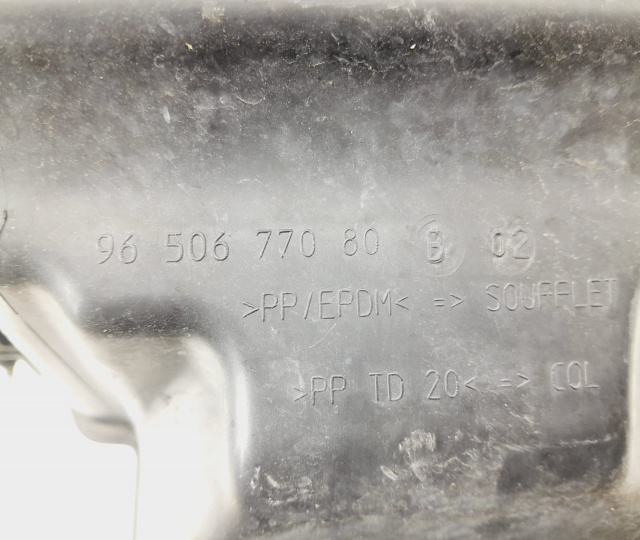 96 506 770 80 B 02
>PP/EPDM< => SOUFFLET
>PP TD 20< => COL